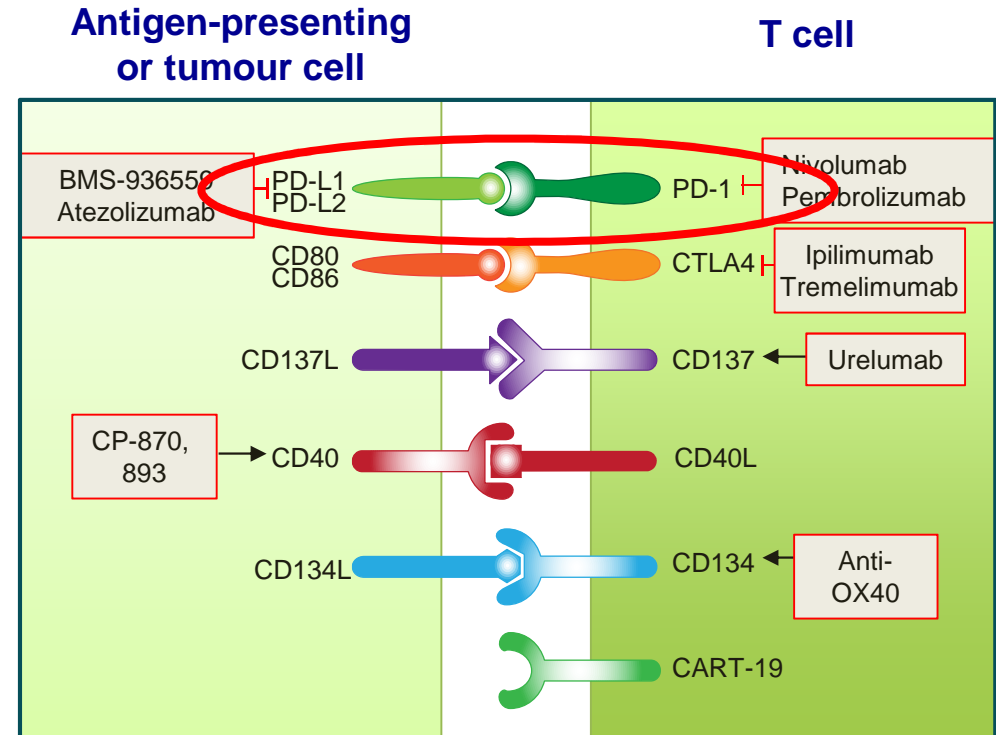 Antigen-presenting
or tumour cell
T cell
BMS-936559
Atezolizumab
PD-L1
PD-L2
PD-1
Nivolumab
Pembrolizumab
CD80
CD86
CTLA4
Ipilimumab
Tremelimumab
CD137L
CD137
Urelumab
CP-870,
893
CD40
CD40L
CD134L
CD134
Anti-
OX40
CART-19